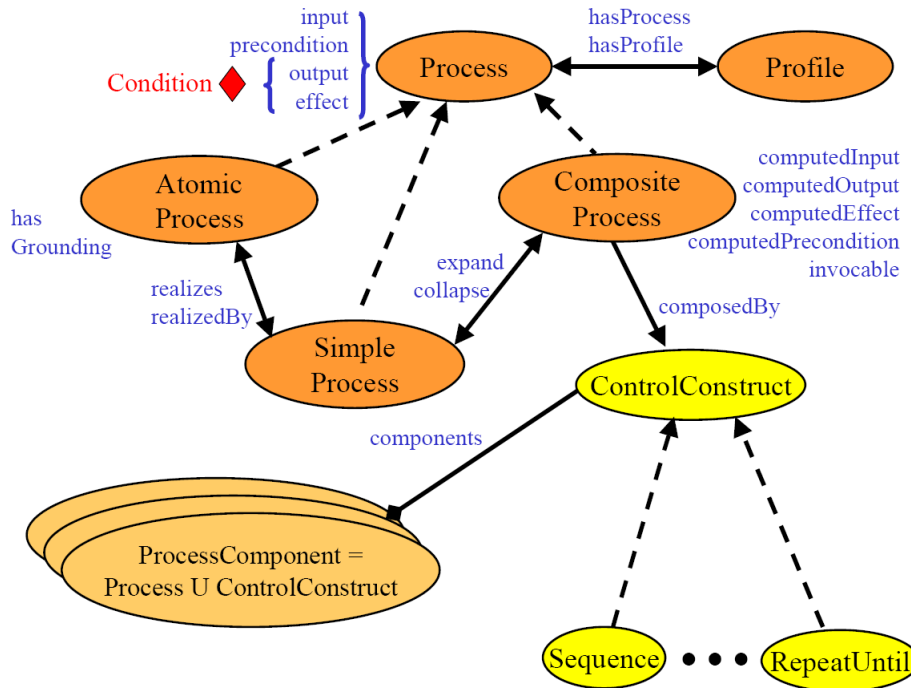 input
precondition
output
effect
Condition
Process
hasProcess
hasProfile
Profile
Atomic
Process
has
Grounding
Composite
Process
computedInput
computedOutput
computedEffect
computedPrecondition
invocable
realizes
realizedBy
expand
collapse
composedBy
Simple
Process
ControlConstruct
components
ProcessComponent =
Process U ControlConstruct
Sequence
RepeatUntil